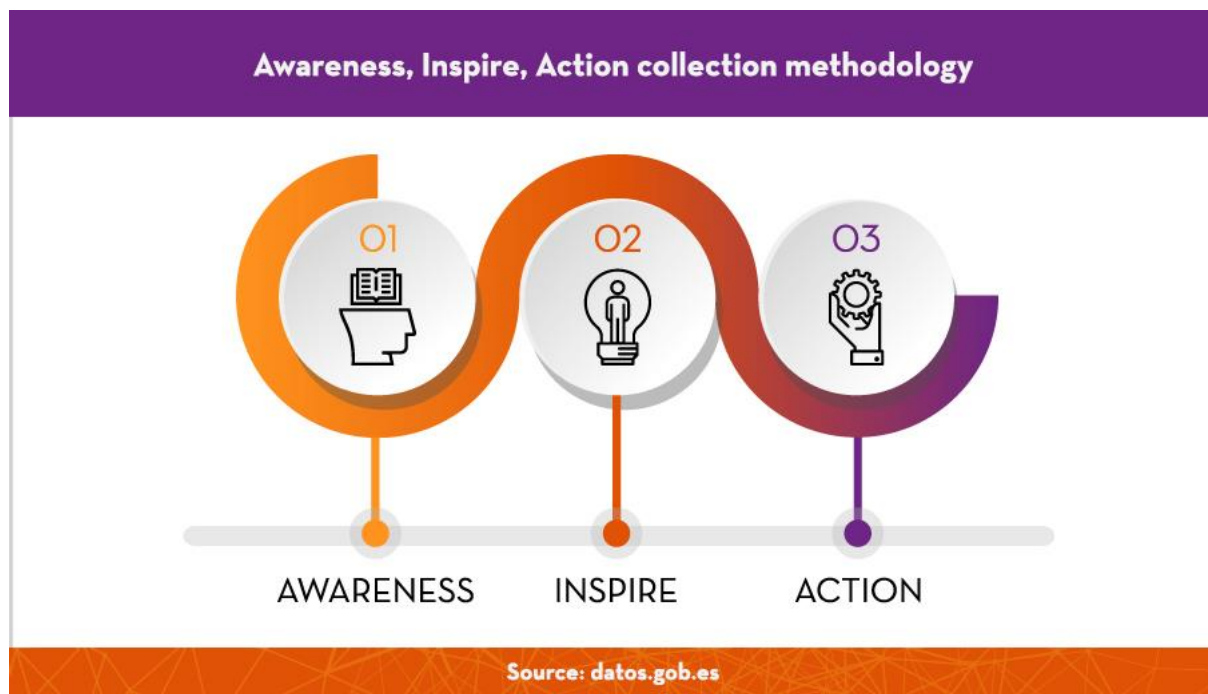 Awareness, Inspire, Action collection methodology
01
02
03
AWARENESS
INSPIRE
ACTION
Source: datos.gob.es